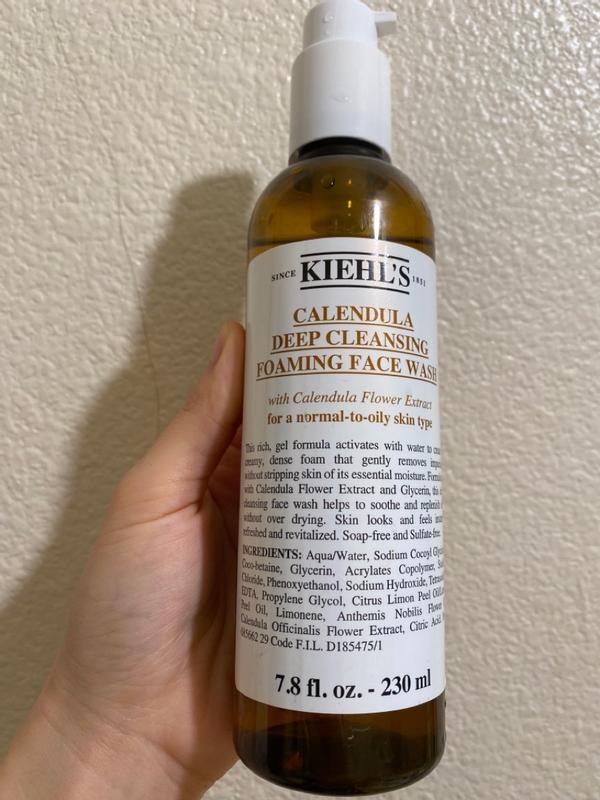 SINCE KIEHL'S 1851
CALENDULA
DEEP CLEANSING
FOAMING FACE WASH
with Calendula Flower Extract
for a normal-to-oily skin type
This rich, gel formula activates with water to
creamy, dense foam that gently removes
without stripping skin of its essential moisture.
with Calendula Flower Extract and Glycerin, this
cleansing face wash helps to soothe and replenish
without over drying. Skin looks and feels
refreshed and revitalized. Soap-free and Sulfate-free.
INGREDIENTS: Aqua/Water, Sodium Cocoyl
Coco-betaine, Glycerin, Acrylates Copolymer,
Chloride, Phenoxyethanol, Sodium Hydroxide,
EDTA, Propylene Glycol, Citrus Limon Peel
Peel Oil, Limonene, Anthemis Nobilis Flower
Calendula Officinalis Flower Extract, Citric Acid,
29 Code F.I.L. D185475/1
7.8 fl. oz. - 230 ml